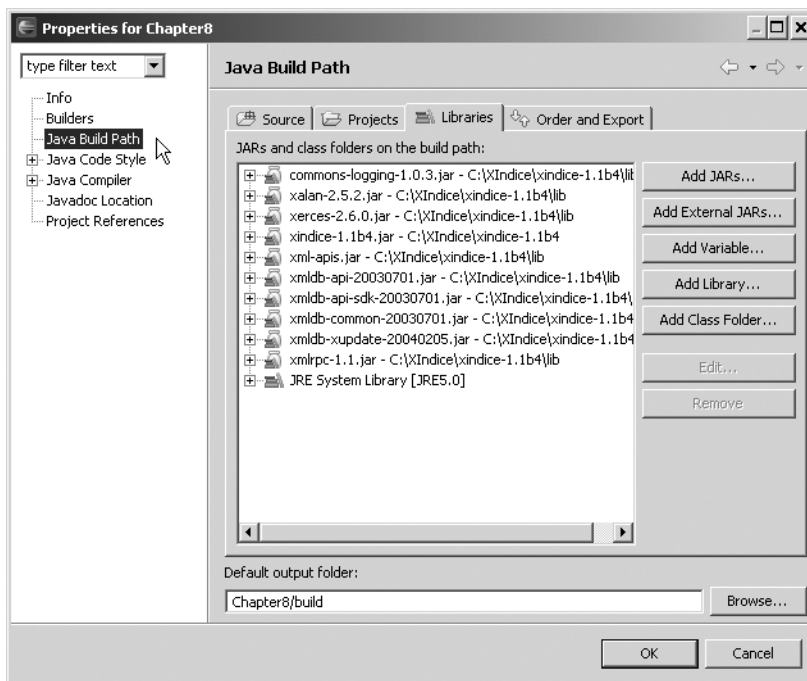 Properties for Chapter8
type filter text
Info
Builders
Java Build Path
Java Code Style
Java Compiler
Javadoc Location
Project References
Java Build Path
Source
Projects
Libraries
Order and Export
JARs and class folders on the build path:
commons-logging-1.0.3.jar - C:\XIndice\xindice-1.1b4\lib
xalan-2.5.2.jar - C:\XIndice\xindice-1.1b4\lib
xerces-2.6.0.jar - C:\XIndice\xindice-1.1b4\lib
xindice-1.1b4.jar - C:\XIndice\xindice-1.1b4
xml-apis.jar - C:\XIndice\xindice-1.1b4\lib
xmldb-api-20030701.jar - C:\XIndice\xindice-1.1b4\lib
xmldb-api-sdk-20030701.jar - C:\XIndice\xindice-1.1b4\
xmldb-common-20030701.jar - C:\XIndice\xindice-1.1b4
xmldb-xupdate-20040205.jar - C:\XIndice\xindice-1.1b4
xmlrpc-1.1.jar - C:\XIndice\xindice-1.1b4\lib
JRE System Library [JRE5.0]
Add JARs...
Add External JARs...
Add Variable...
Add Library...
Add Class Folder...
Edit...
Remove
Default output folder:
Chapter8/build
Browse...
OK
Cancel